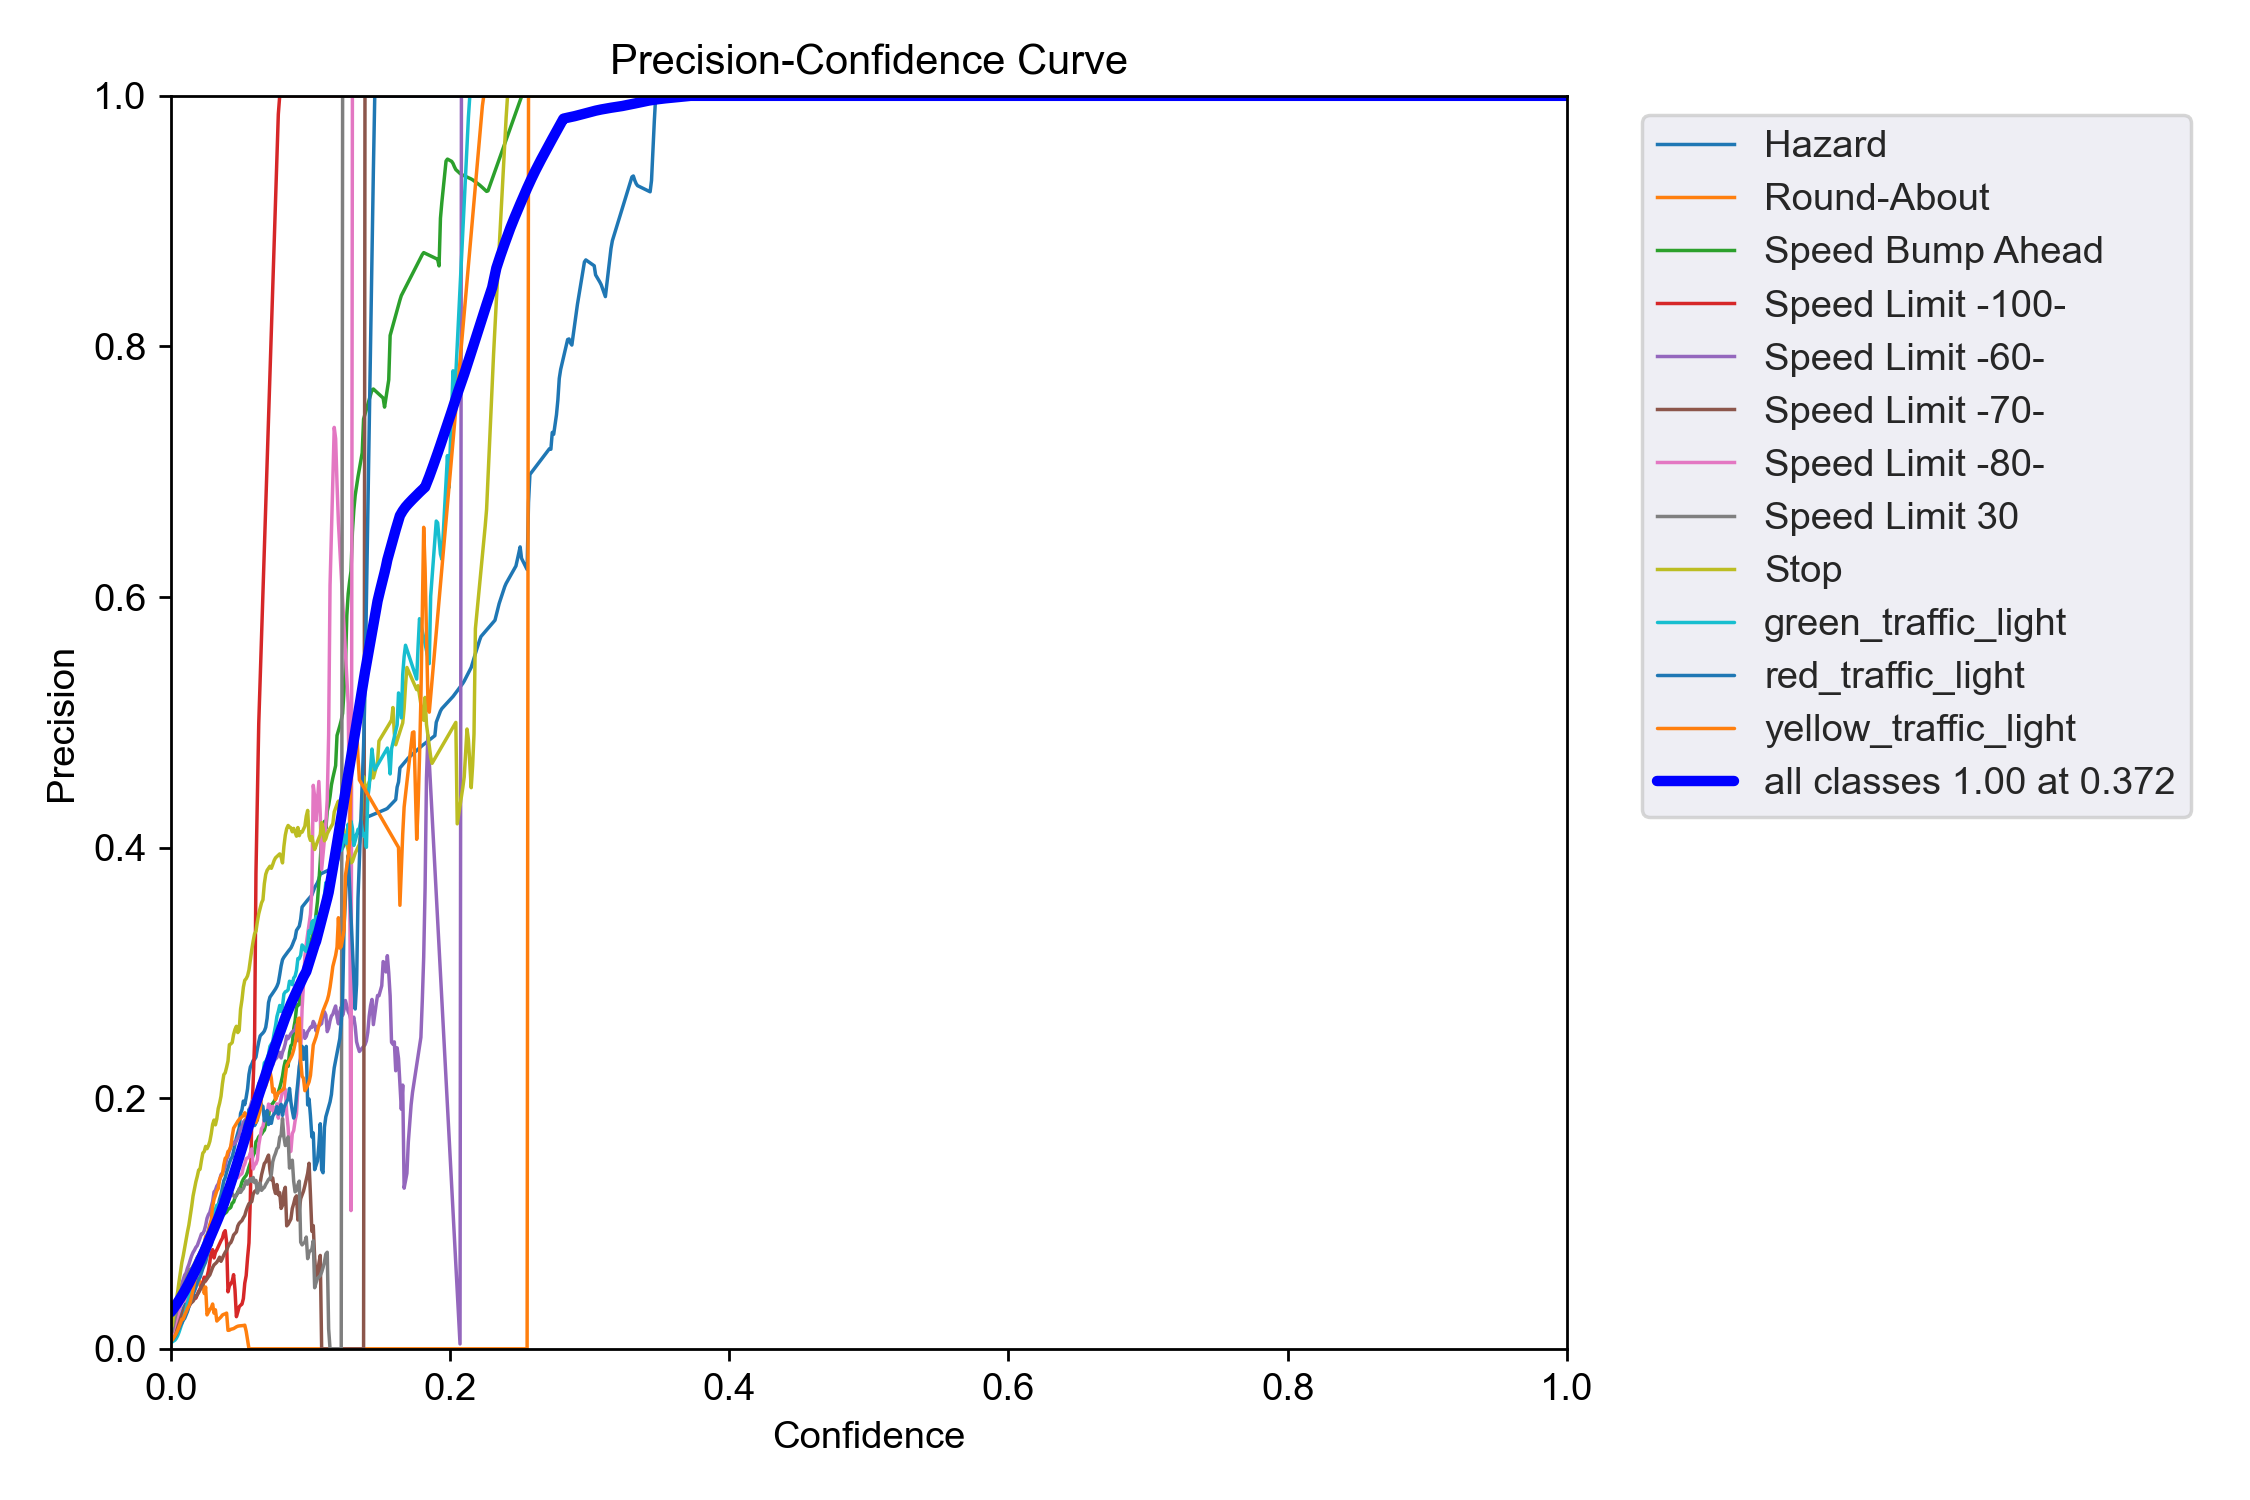 Precision-Confidence Curve
1.0
0.8
0.6
0.4
0.2
0.0
Precision
0.0 0.2 0.4 0.6 0.8 1.0
Confidence
Hazard
Round-About
Speed Bump Ahead
Speed Limit -100-
Speed Limit -60-
Speed Limit -70-
Speed Limit -80-
Speed Limit 30
Stop
green_traffic_light
red_traffic_light
yellow_traffic_light
all classes 1.00 at 0.372